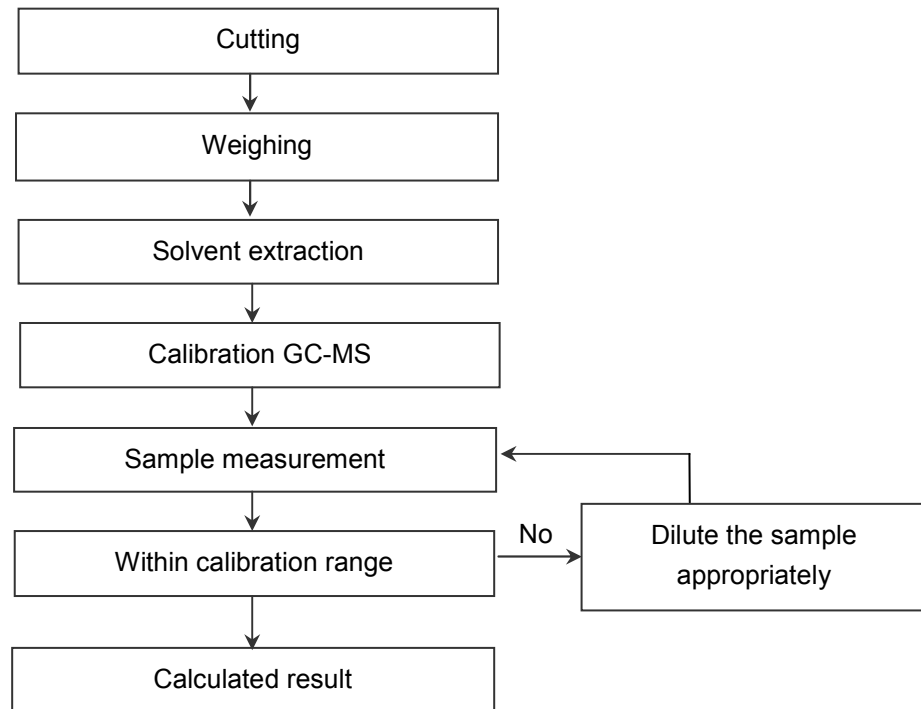 Cutting
Weighing
Solvent extraction
Calibration GC-MS
Sample measurement
Within calibration range
No
Dilute the sample
appropriately
Calculated result